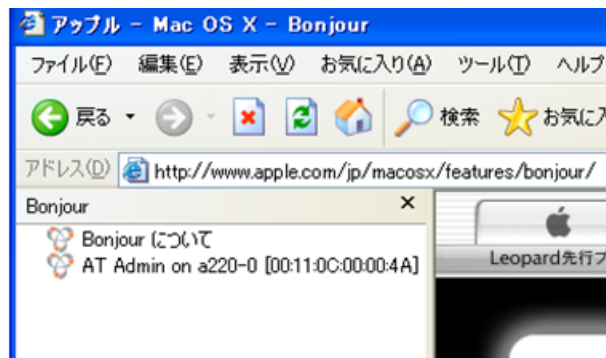 アップル - Mac OS X - Bonjour
ファイル(F) 編集(E) 表示(V) お気に入り(A) ツール(T) ヘルプ
戻る 検索 お気に入
アドレス(D) http://www.apple.com/jp/macosx/features/bonjour/
Bonjour ×
Bonjour について
AT Admin on a220-0 [00:11:0C:00:00:4A]
Leopard先行プ